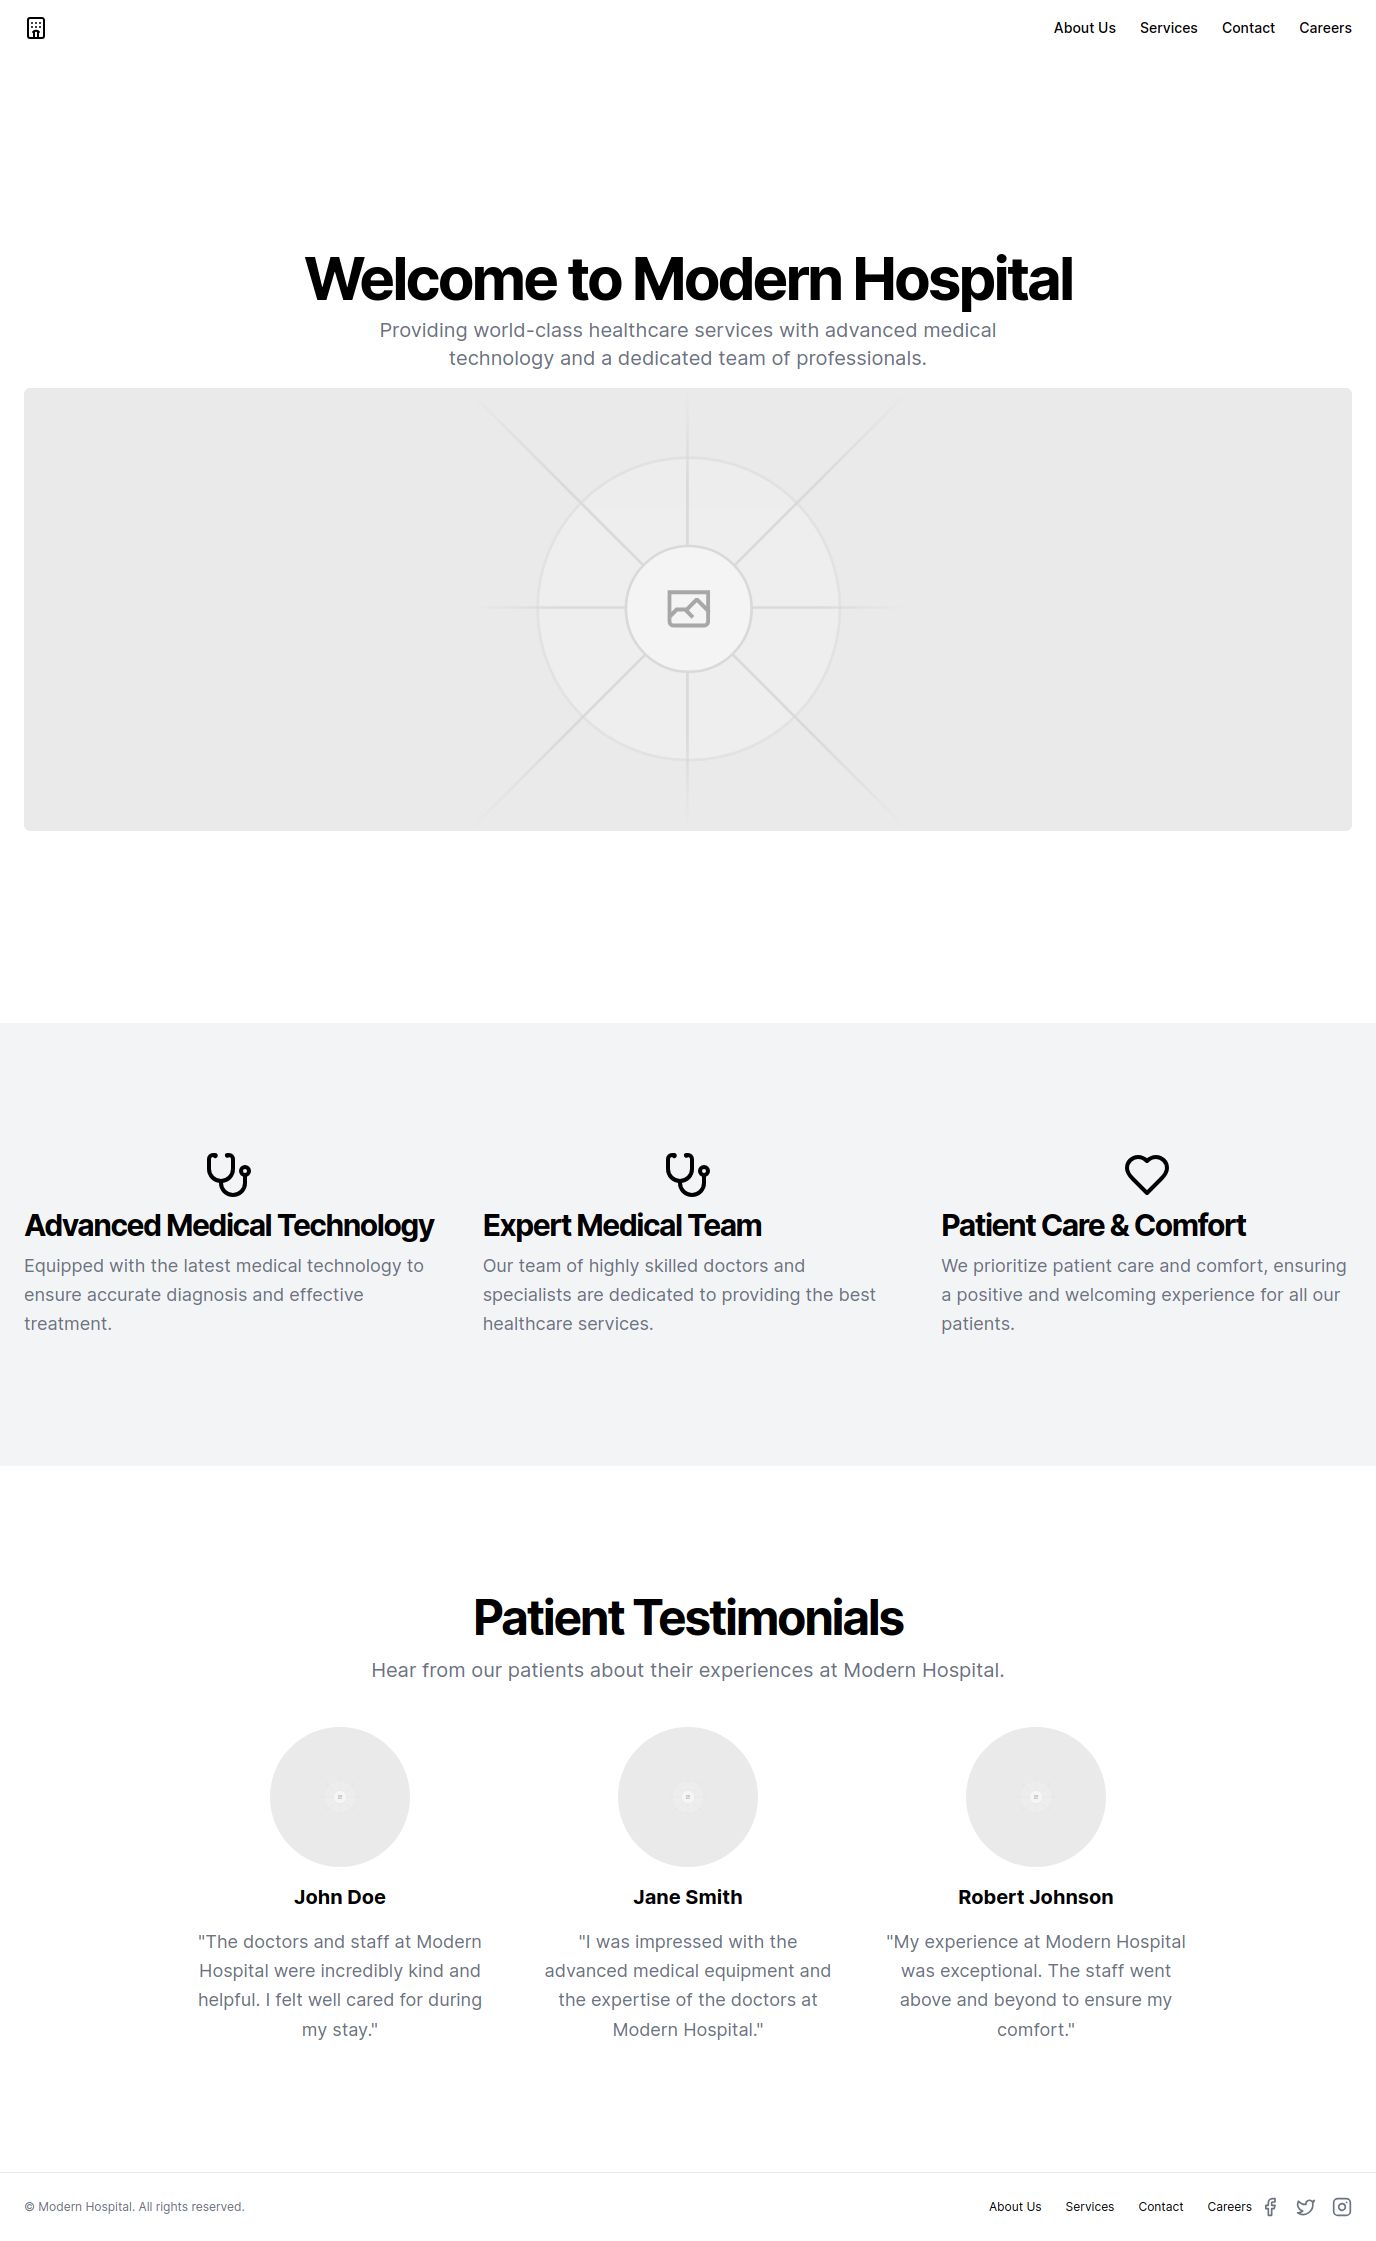 About Us Services Contact Careers
Welcome to Modern Hospital
Providing world-class healthcare services with advanced medical
technology and a dedicated team of professionals.
Advanced Medical Technology
Equipped with the latest medical technology to
ensure accurate diagnosis and effective
treatment.
Expert Medical Team
Our team of highly skilled doctors and
specialists are dedicated to providing the best
healthcare services.
Patient Care & Comfort
We prioritize patient care and comfort, ensuring
a positive and welcoming experience for all our
patients.
Patient Testimonials
Hear from our patients about their experiences at Modern Hospital.
John Doe
"The doctors and staff at Modern
Hospital were incredibly kind and
helpful. I felt well cared for during
my stay."
Jane Smith
"I was impressed with the
advanced medical equipment and
the expertise of the doctors at
Modern Hospital."
Robert Johnson
"My experience at Modern Hospital
was exceptional. The staff went
above and beyond to ensure my
comfort."
© Modern Hospital. All rights reserved.
About Us Services Contact Careers